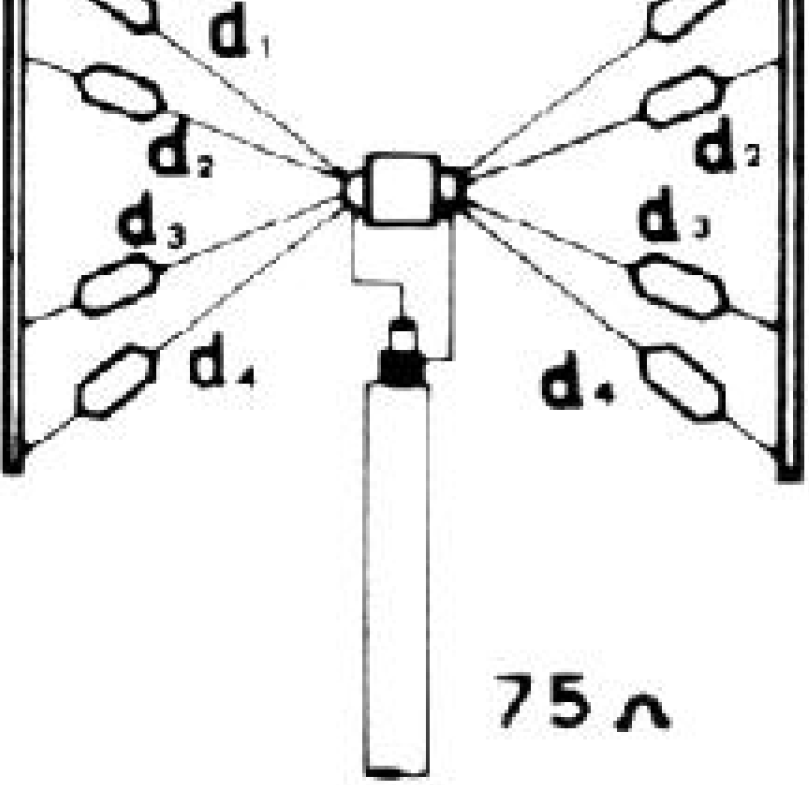 d₁
d₂ d₂
d₃ d₃
d₄ d₄
75 Ω